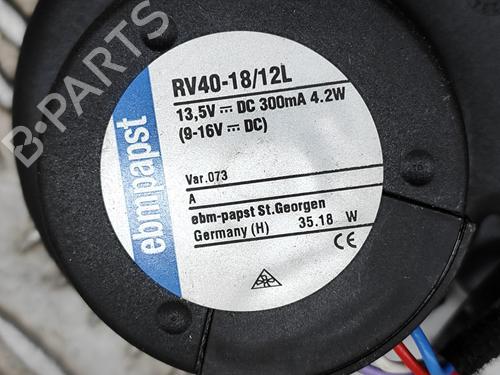 ebmpapst
RV40-18/12L
13,5V ⎓ DC 300mA 4.2W
(9-16V ⎓ DC)
Var.073
A
ebm-papst St.Georgen
Germany (H) 35.18 W
CE
B-PARTS